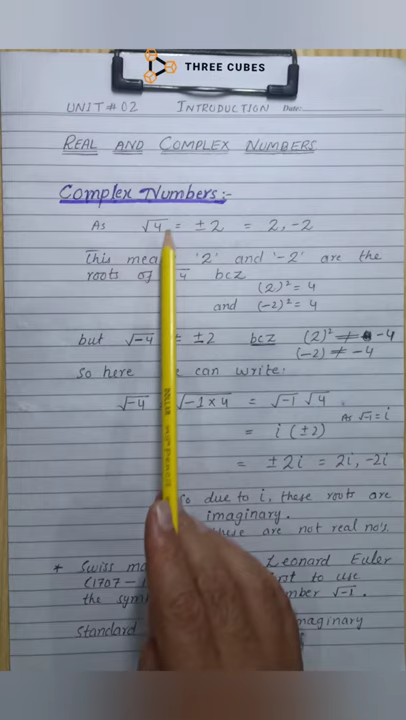 THREE CUBES
UNIT # 02 INTRODUCTION Date:
REAL AND COMPLEX NUMBERS
Complex Numbers:-
As √4 = ±2 = 2, -2
This mea '2' and '-2' are the
roots of √4 bcz
(2)² = 4
and (-2)² = 4
but √-4 = ±2 bcz (2)² ≠ -4
(-2) ≠ -4
So here can write:
√-4 √-1×4 = √-1 √4 .
As √-1 = i
= i (±2)
= ±2i = 2i, -2i
so due to i, these roots are
imaginary.
are not real no's.
* Swiss ma Leonard Euler
(1707 – 1 irst to use
the sym mber √-1 .
Standard maginary